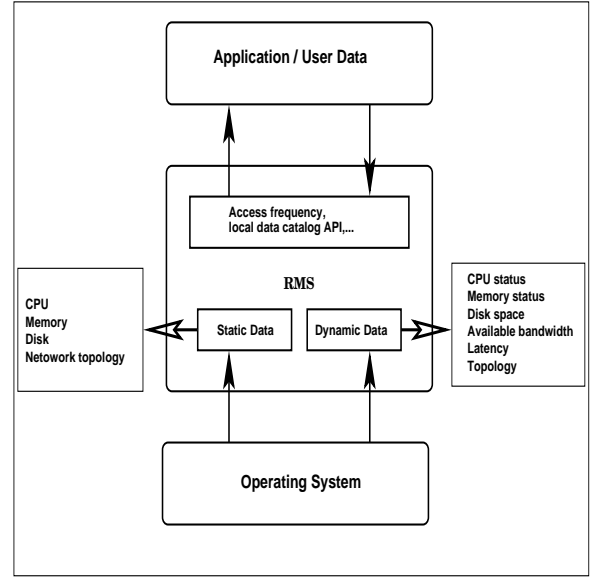 Application / User Data
Access frequency,
local data catalog API,...
RMS
CPU
Memory
Disk
Netowork topology
Static Data
Dynamic Data
CPU status
Memory status
Disk space
Available bandwidth
Latency
Topology
Operating System